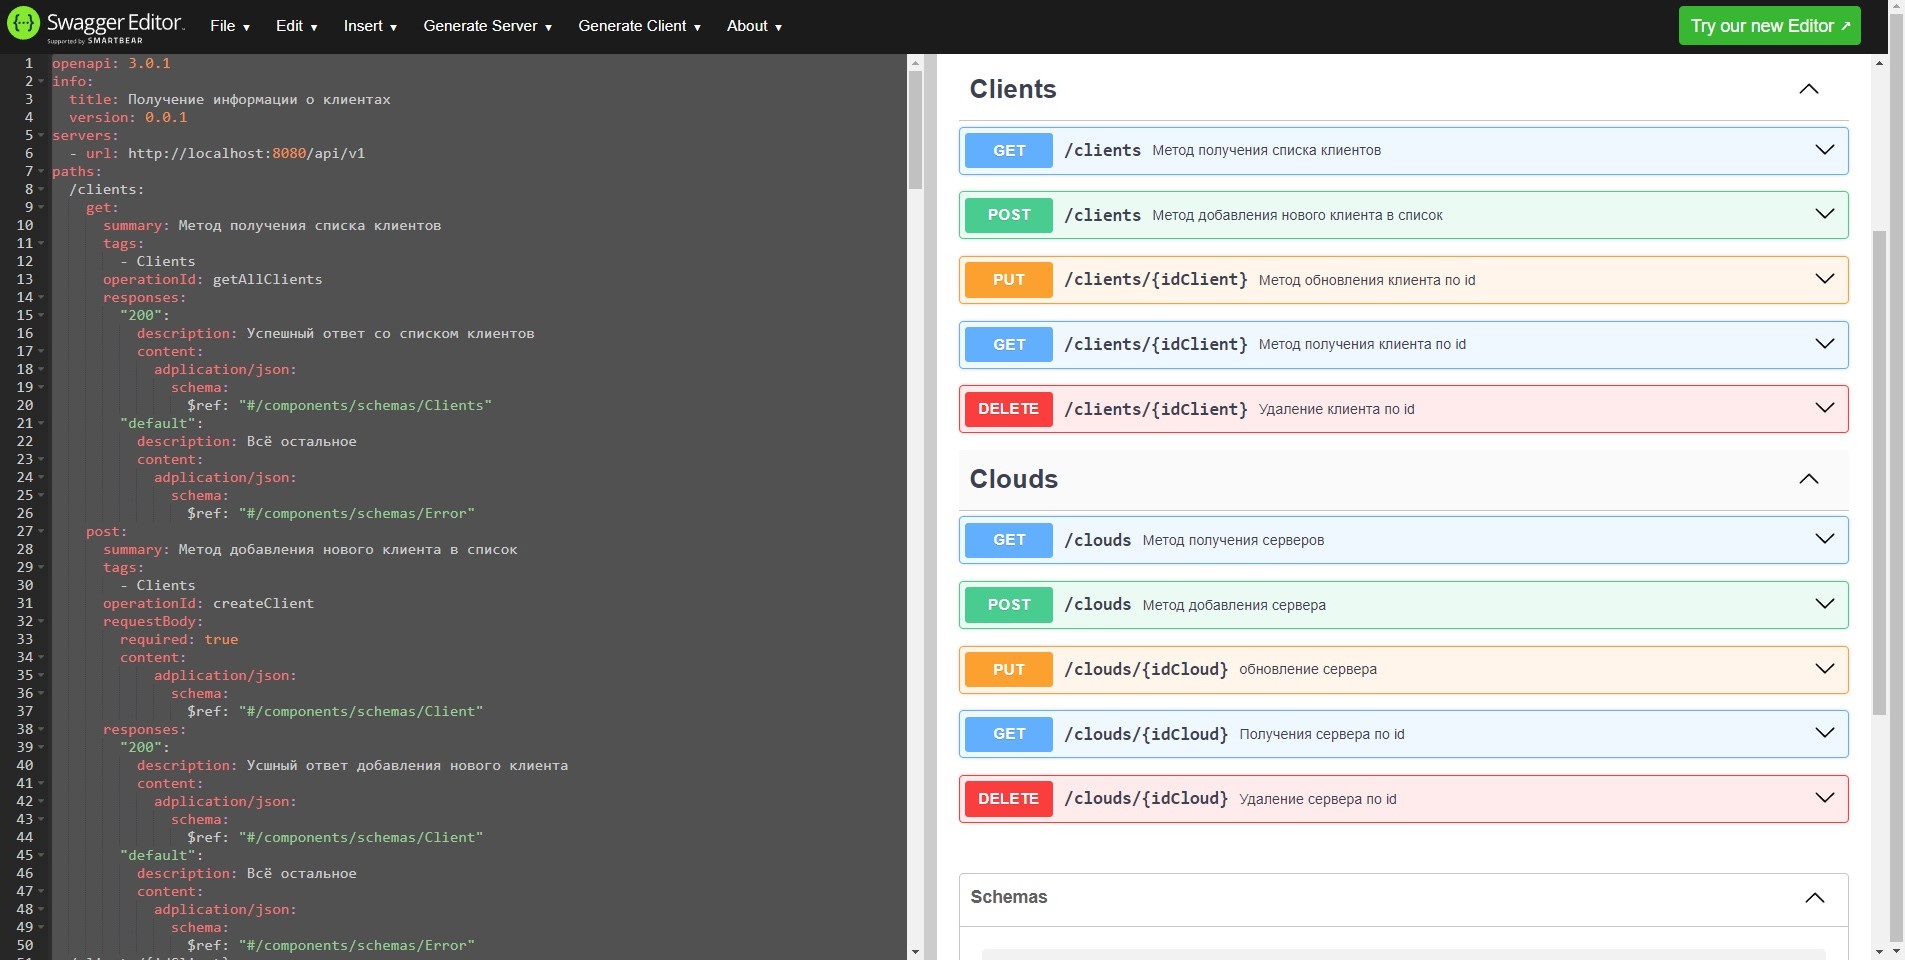 Swagger Editor
Supported by SMARTBEAR
File Edit Insert Generate Server Generate Client About
Try our new Editor
1 openapi: 3.0.1
2 info:
3 title: Получение информации о клиентах
4 version: 0.0.1
5 servers:
6 - url: http://localhost:8080/api/v1
7 paths:
8 /clients:
9 get:
10 summary: Метод получения списка клиентов
11 tags:
12 - Clients
13 operationId: getAllClients
14 responses:
15 "200":
16 description: Успешный ответ со списком клиентов
17 content:
18 adplication/json:
19 schema:
20 $ref: "#/components/schemas/Clients"
21 "default":
22 description: Всё остальное
23 content:
24 adplication/json:
25 schema:
26 $ref: "#/components/schemas/Error"
27 post:
28 summary: Метод добавления нового клиента в список
29 tags:
30 - Clients
31 operationId: createClient
32 requestBody:
33 required: true
34 content:
35 adplication/json:
36 schema:
37 $ref: "#/components/schemas/Client"
38 responses:
39 "200":
40 description: Усшный ответ добавления нового клиента
41 content:
42 adplication/json:
43 schema:
44 $ref: "#/components/schemas/Client"
45 "default":
46 description: Всё остальное
47 content:
48 adplication/json:
49 schema:
50 $ref: "#/components/schemas/Error"
Clients
GET /clients Метод получения списка клиентов
POST /clients Метод добавления нового клиента в список
PUT /clients/{idClient} Метод обновления клиента по id
GET /clients/{idClient} Метод получения клиента по id
DELETE /clients/{idClient} Удаление клиента по id
Clouds
GET /clouds Метод получения серверов
POST /clouds Метод добавления сервера
PUT /clouds/{idCloud} обновление сервера
GET /clouds/{idCloud} Получения сервера по id
DELETE /clouds/{idCloud} Удаление сервера по id
Schemas